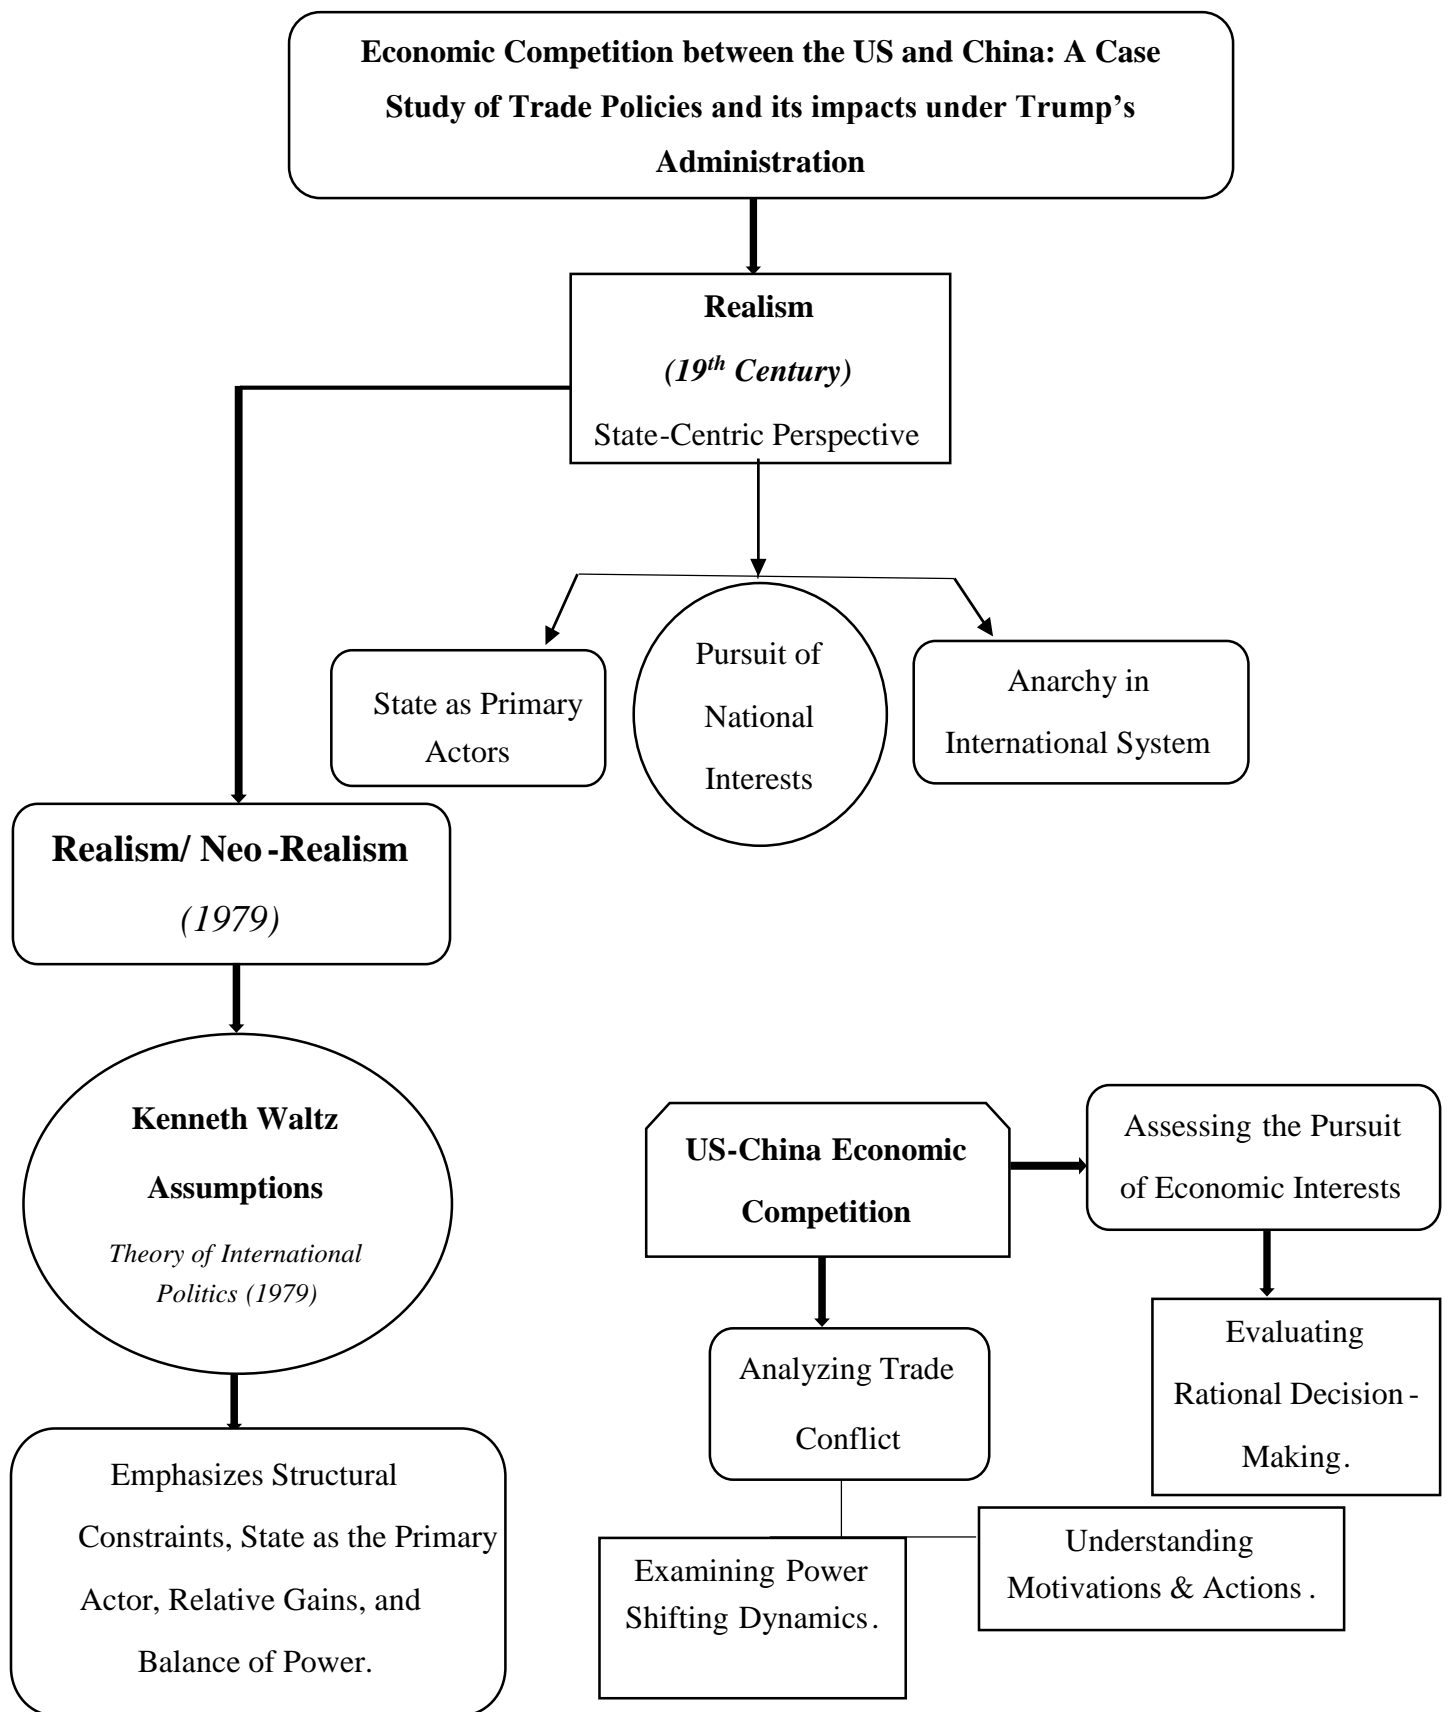 Economic Competition between the US and China: A Case
Study of Trade Policies and its impacts under Trump’s
Administration
Realism
(19th Century)
State-Centric Perspective
State as Primary
Actors
Pursuit of
National
Interests
Anarchy in
International System
Realism/ Neo-Realism
(1979)
Kenneth Waltz
Assumptions
Theory of International
Politics (1979)
Emphasizes Structural
Constraints, State as the Primary
Actor, Relative Gains, and
Balance of Power.
US-China Economic
Competition
Assessing the Pursuit
of Economic Interests
Evaluating
Rational Decision-
Making.
Analyzing Trade
Conflict
Examining Power
Shifting Dynamics.
Understanding
Motivations & Actions.